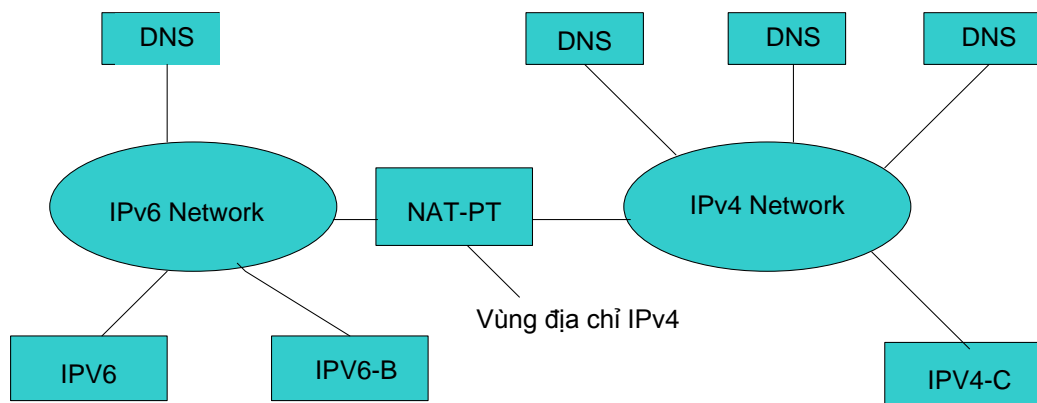 DNS
DNS
DNS
DNS
IPv6 Network
NAT-PT
IPv4 Network
Vùng địa chỉ IPv4
IPV6
IPV6-B
IPV4-C